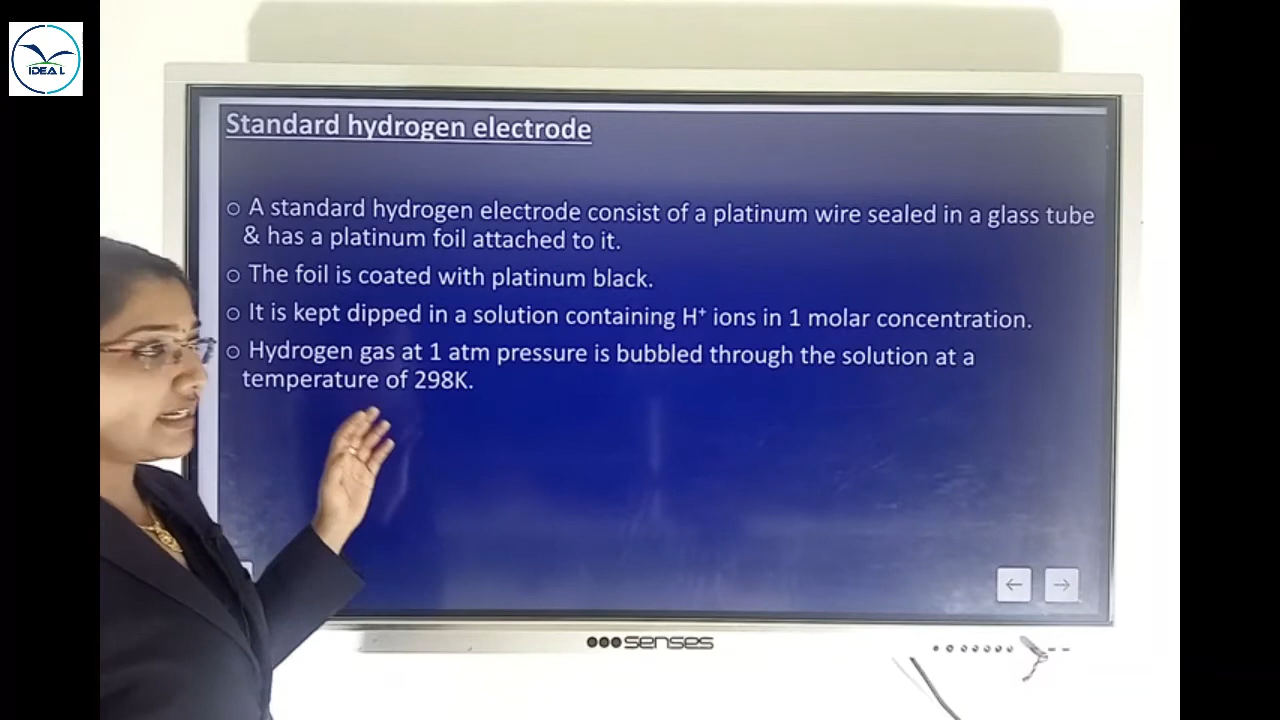 IDEAL
Standard hydrogen electrode
○ A standard hydrogen electrode consist of a platinum wire sealed in a glass tube
& has a platinum foil attached to it.
○ The foil is coated with platinum black.
○ It is kept dipped in a solution containing H⁺ ions in 1 molar concentration.
○ Hydrogen gas at 1 atm pressure is bubbled through the solution at a
temperature of 298K.
senses